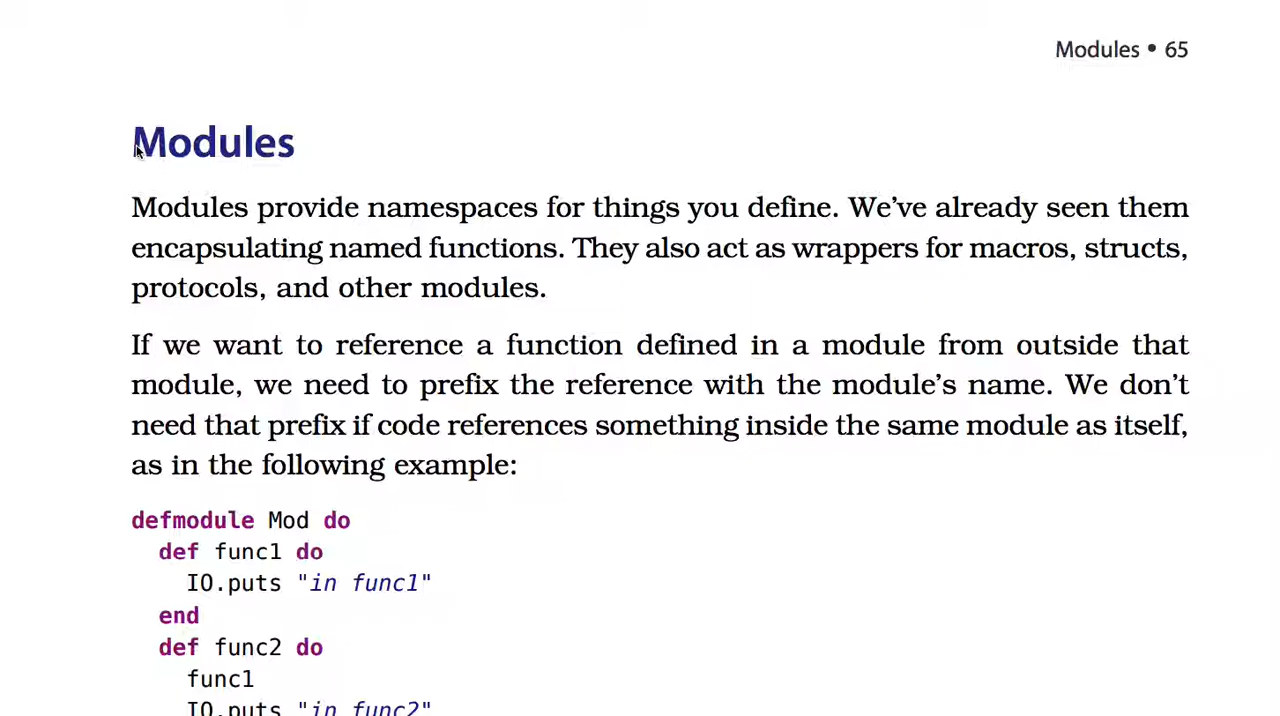 Modules • 65
Modules
Modules provide namespaces for things you define. We’ve already seen them
encapsulating named functions. They also act as wrappers for macros, structs,
protocols, and other modules.
If we want to reference a function defined in a module from outside that
module, we need to prefix the reference with the module’s name. We don’t
need that prefix if code references something inside the same module as itself,
as in the following example:
defmodule Mod do
  def func1 do
    IO.puts "in func1"
  end
  def func2 do
    func1
    IO.puts "in func2"